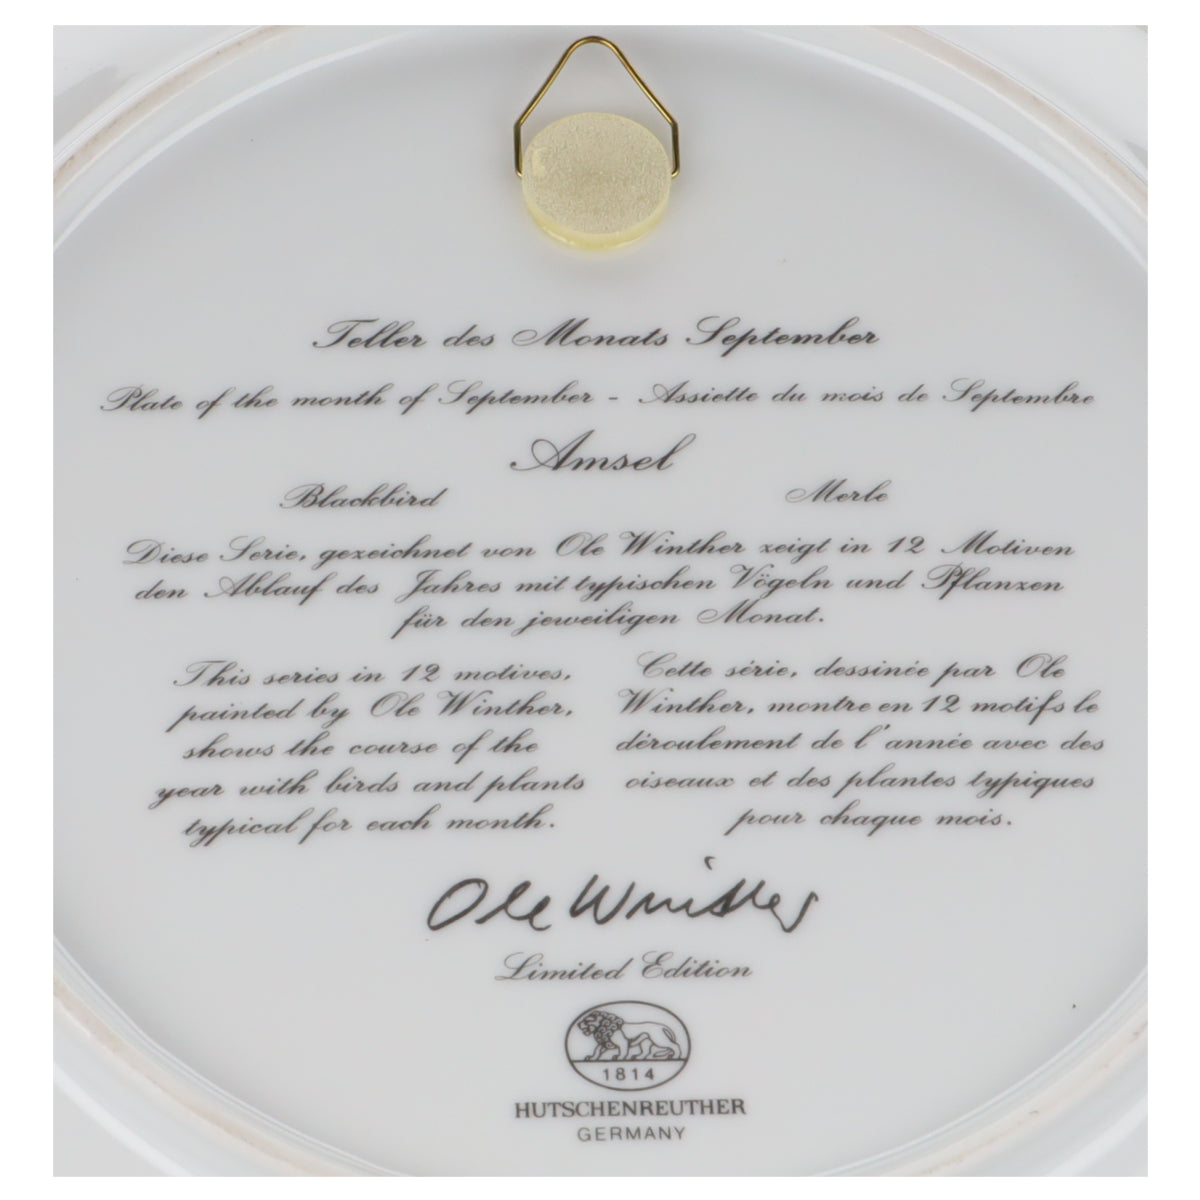 Teller des Monats September
Plate of the month of September - Assiette du mois de Septembre
Amsel
Blackbird
Merle
Diese Serie, gezeichnet von Ole Winther zeigt in 12 Motiven
den Ablauf des Jahres mit typischen Vögeln und Pflanzen
für den jeweiligen Monat.
This series in 12 motives,
painted by Ole Winther,
shows the course of the
year with birds and plants
typical for each month.
Cette série, dessinée par Ole
Winther, montre en 12 motifs le
déroulement de l'année avec des
oiseaux et des plantes typiques
pour chaque mois.
Ole Winther
Limited Edition
1814
HUTSCHENREUTHER
GERMANY